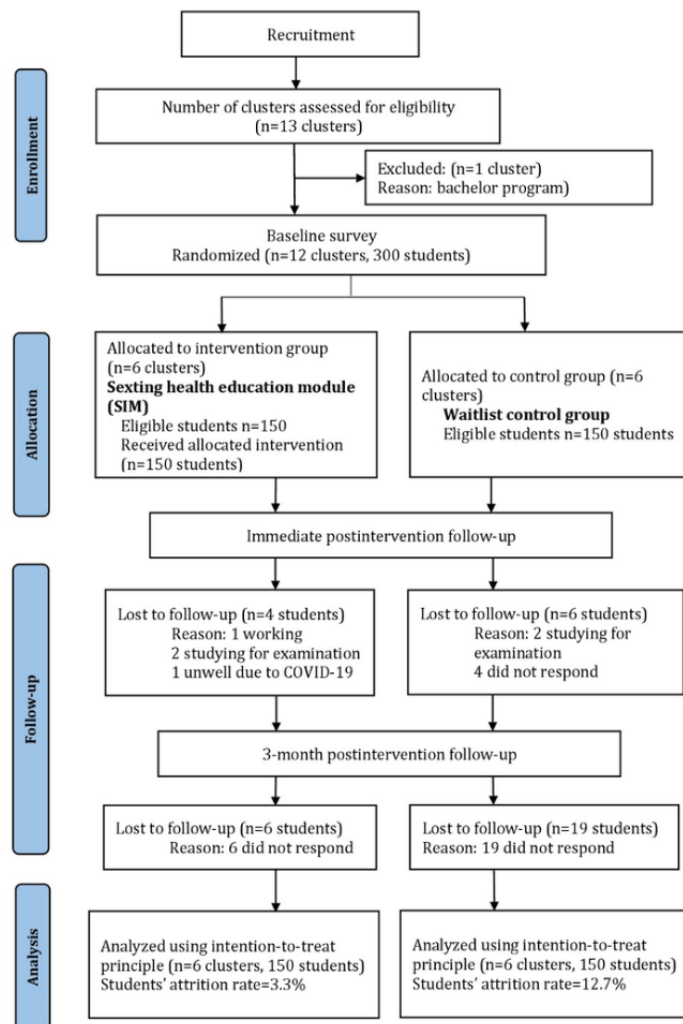 Recruitment
Enrollment
Number of clusters assessed for eligibility
(n=13 clusters)
Excluded: (n=1 cluster)
Reason: bachelor program)
Baseline survey
Randomized (n=12 clusters, 300 students)
Allocation
Allocated to intervention group
(n=6 clusters)
Sexting health education module
(SIM)
Eligible students n=150
Received allocated intervention
(n=150 students)
Allocated to control group (n=6
clusters)
Waitlist control group
Eligible students n=150 students
Immediate postintervention follow-up
Follow-up
Lost to follow-up (n=4 students)
Reason: 1 working
2 studying for examination
1 unwell due to COVID-19
Lost to follow-up (n=6 students)
Reason: 2 studying for
examination
4 did not respond
3-month postintervention follow-up
Lost to follow-up (n=6 students)
Reason: 6 did not respond
Lost to follow-up (n=19 students)
Reason: 19 did not respond
Analysis
Analyzed using intention-to-treat
principle (n=6 clusters, 150 students)
Students' attrition rate=3.3%
Analyzed using intention-to-treat
principle (n=6 clusters, 150 students)
Students' attrition rate=12.7%